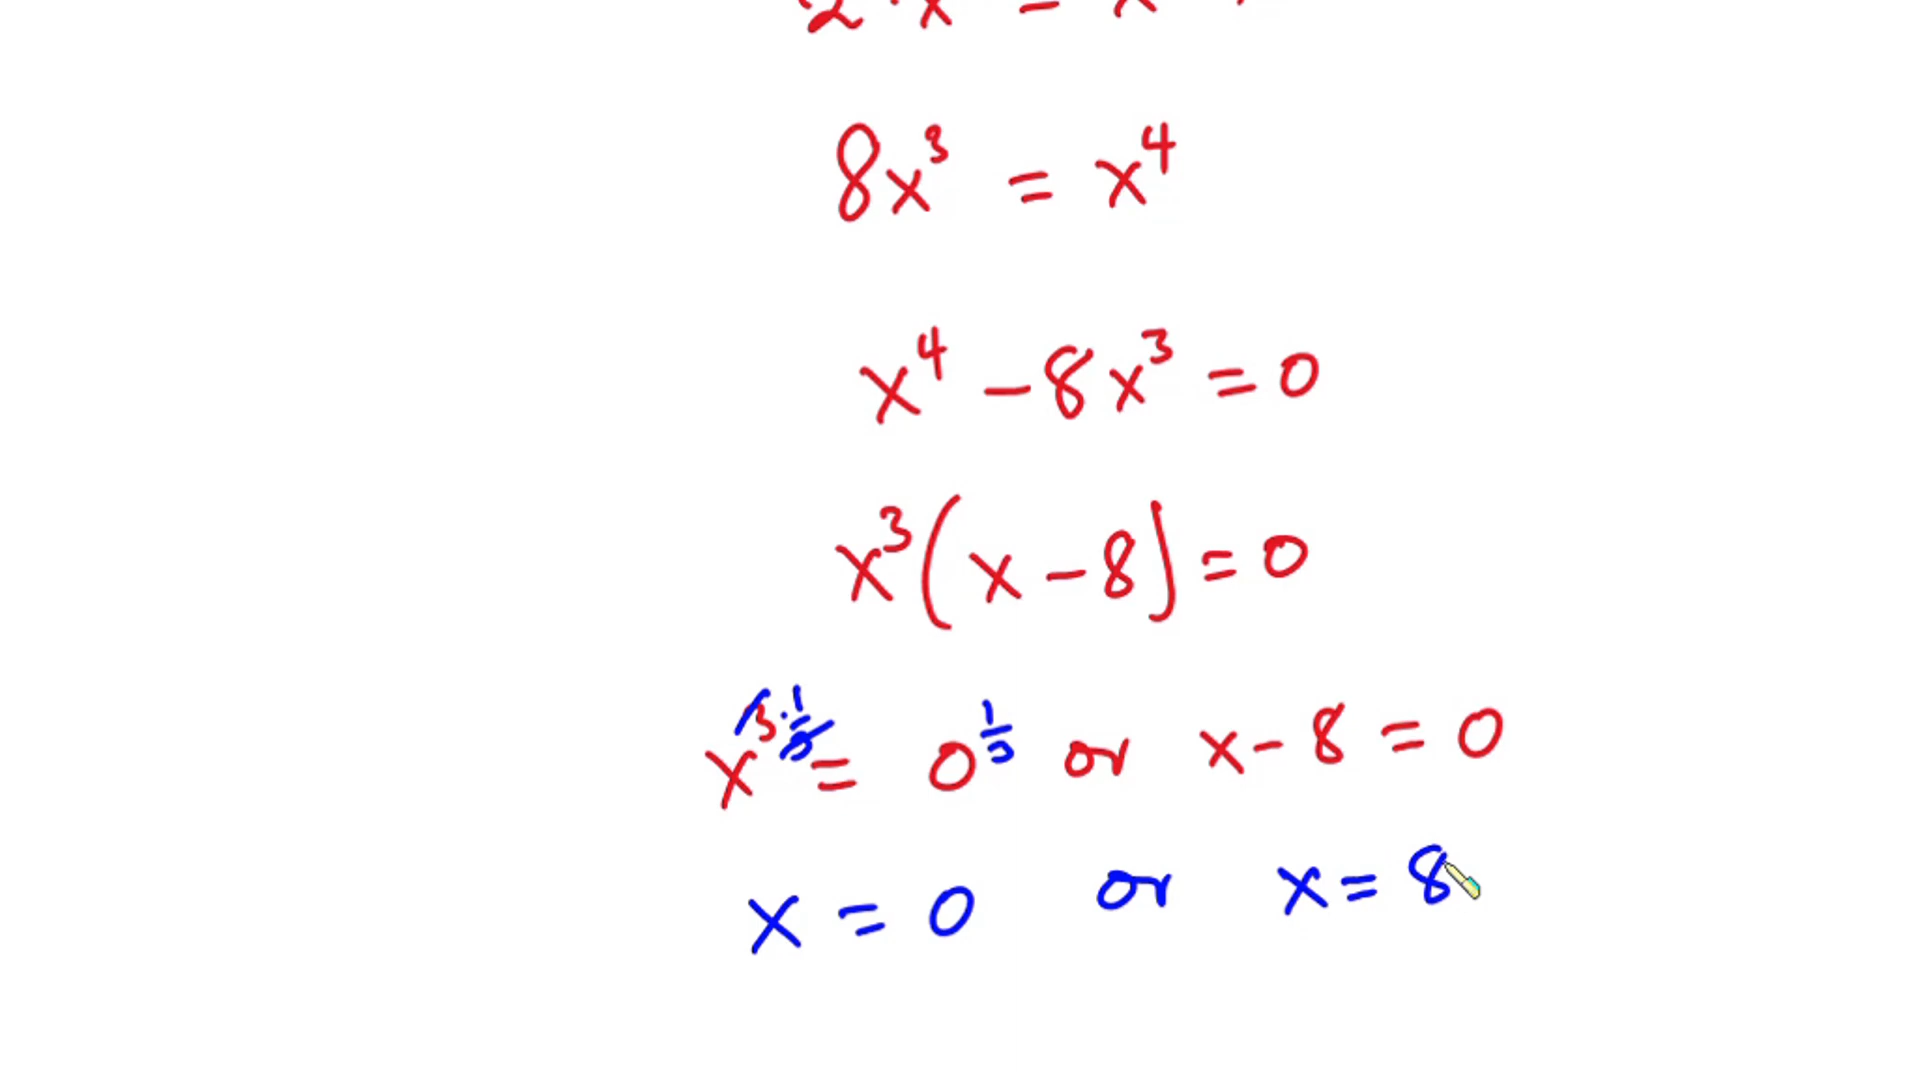 8x³ = x⁴
x⁴ - 8x³ = 0
x³(x - 8) = 0
x^(3·1/3) = 0^(1/3) or x - 8 = 0
x = 0 or x = 8